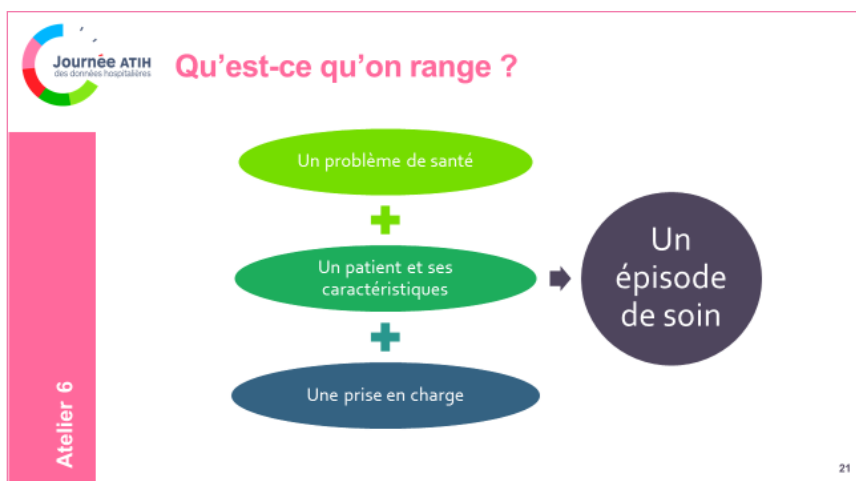 Journée ATIH
des données hospitalières
Qu'est-ce qu'on range ?
Un problème de santé
Un patient et ses
caractéristiques
Une prise en charge
Un
épisode
de soin
Atelier 6
21